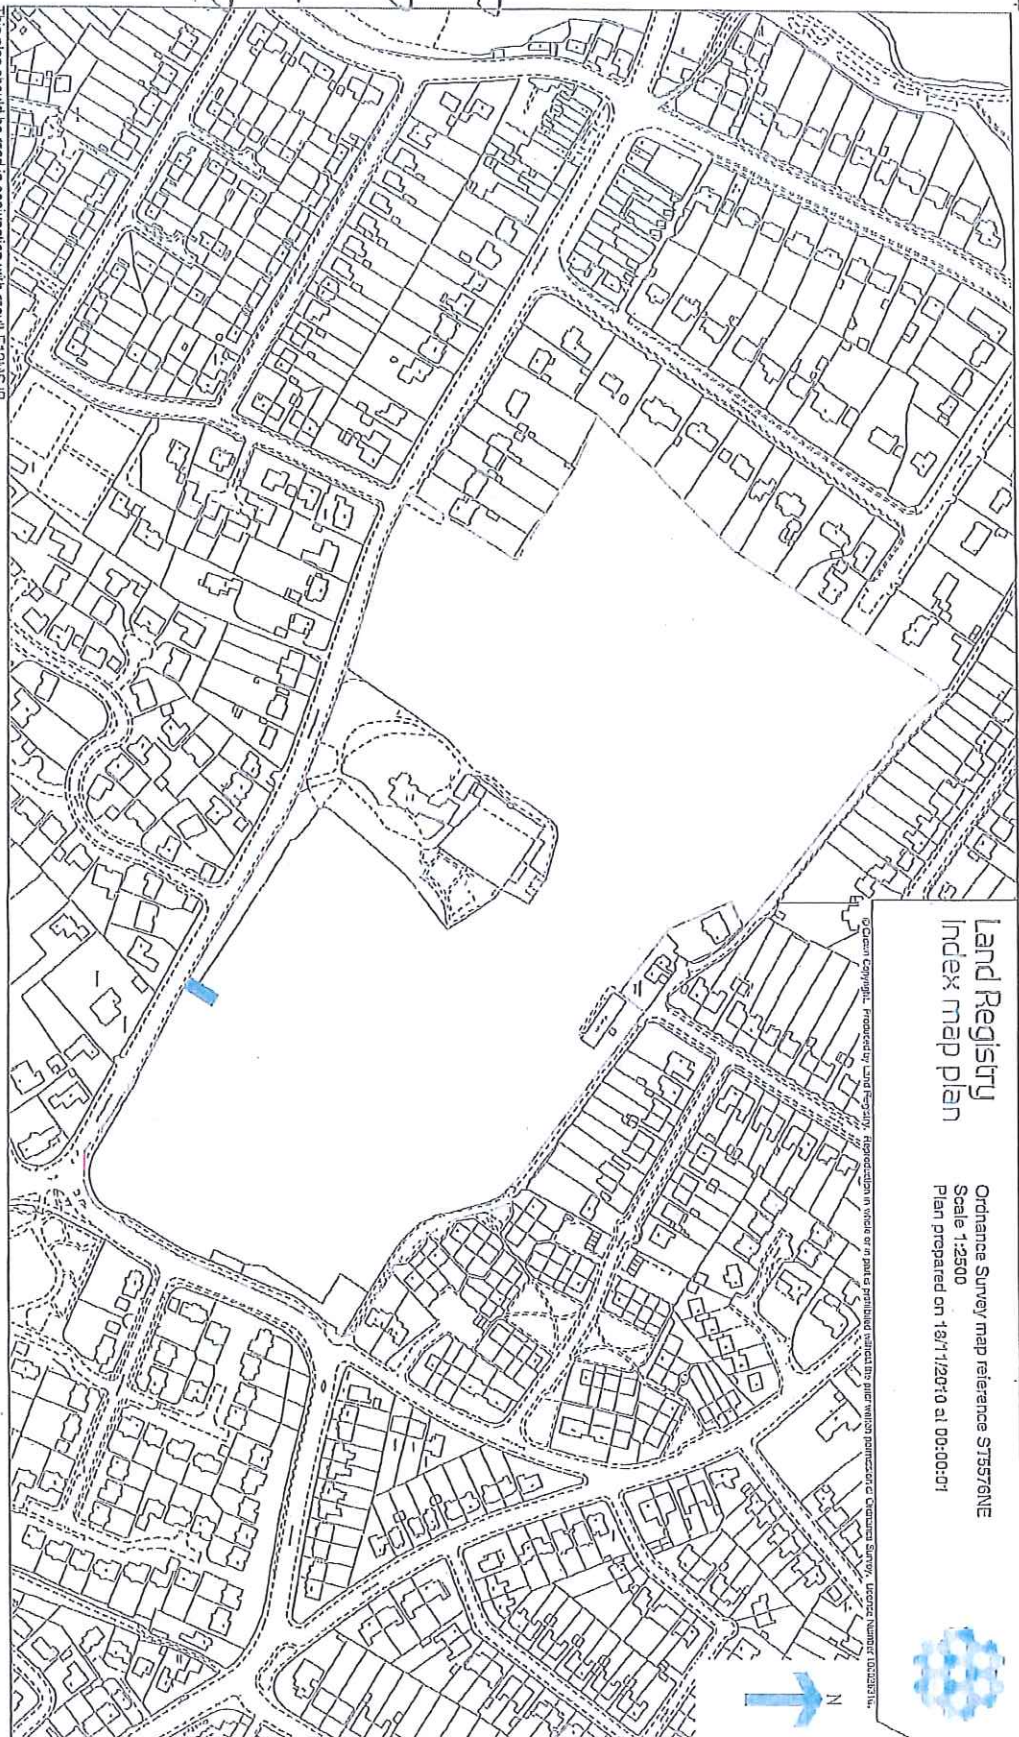 Land Registry
Index map plan
Ordnance Survey map reference ST5576NE
Scale 1:2500
Plan prepared on 18/11/2010 at 00:00:01
©Crown Copyright. Produced by Land Registry. Reproduction in whole or in part is prohibited without the prior written permission of Ordnance Survey. Licence Number
N